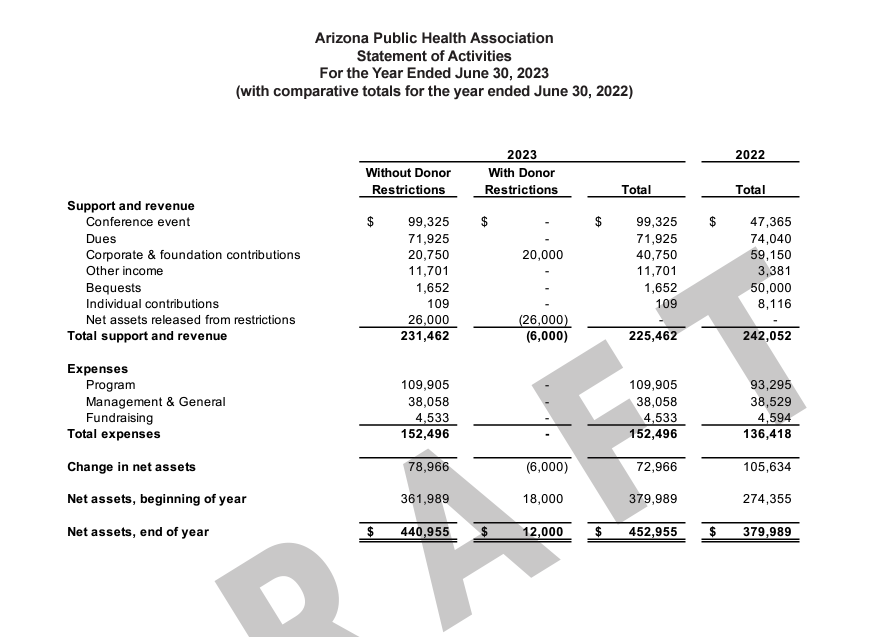 Arizona Public Health Association
Statement of Activities
For the Year Ended June 30, 2023
(with comparative totals for the year ended June 30, 2022)
2023 2022
Without Donor With Donor
Restrictions Restrictions Total Total
Support and revenue
Conference event $ 99,325 $ - $ 99,325 $ 47,365
Dues 71,925 - 71,925 74,040
Corporate & foundation contributions 20,750 20,000 40,750 59,150
Other income 11,701 - 11,701 3,381
Bequests 1,652 - 1,652 50,000
Individual contributions 109 - 109 8,116
Net assets released from restrictions 26,000 (26,000) - -
Total support and revenue 231,462 (6,000) 225,462 242,052
Expenses
Program 109,905 - 109,905 93,295
Management & General 38,058 - 38,058 38,529
Fundraising 4,533 - 4,533 4,594
Total expenses 152,496 - 152,496 136,418
Change in net assets 78,966 (6,000) 72,966 105,634
Net assets, beginning of year 361,989 18,000 379,989 274,355
Net assets, end of year $ 440,955 $ 12,000 $ 452,955 $ 379,989
DRAFT